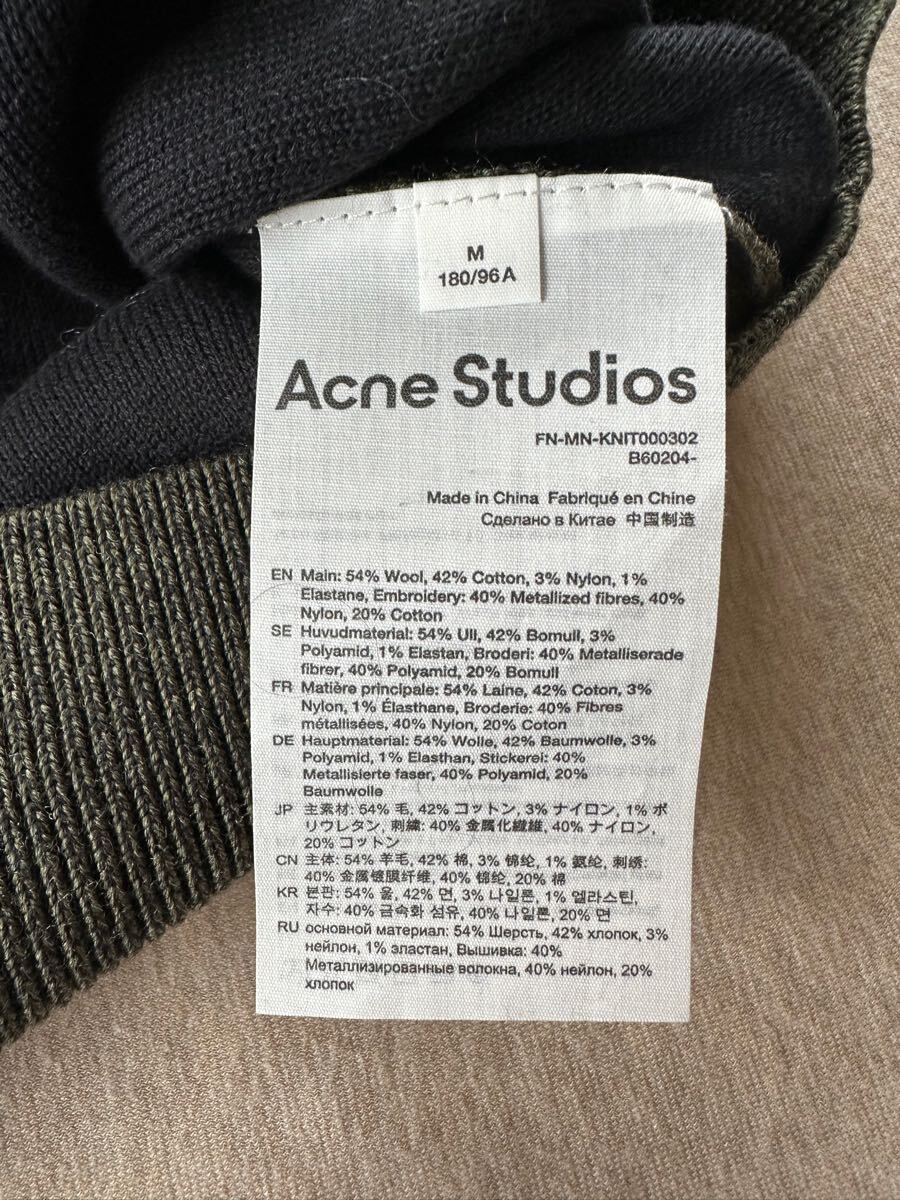 M
180/96A
Acne Studios
FN-MN-KNIT000302
B60204-
Made in China Fabriqué en Chine
Сделано в Китае 中国制造
EN Main: 54% Wool, 42% Cotton, 3% Nylon, 1%
Elastane, Embroidery: 40% Metallized fibres, 40%
Nylon, 20% Cotton
SE Huvudmaterial: 54% Ull, 42% Bomull, 3%
Polyamid, 1% Elastan, Broderi: 40% Metalliserade
fibrer, 40% Polyamid, 20% Bomull
FR Matière principale: 54% Laine, 42% Coton, 3%
Nylon, 1% Élasthane, Broderie: 40% Fibres
métallisées, 40% Nylon, 20% Coton
DE Hauptmaterial: 54% Wolle, 42% Baumwolle, 3%
Polyamid, 1% Elasthan, Stickerei: 40%
Metallisierte faser, 40% Polyamid, 20%
Baumwolle
JP 主素材: 54% 毛, 42% コットン, 3% ナイロン, 1% ポ
リウレタン, 刺繍: 40% 金属化繊維, 40% ナイロン,
20% コットン
CN 主体: 54% 羊毛, 42% 棉, 3% 锦纶, 1% 氨纶, 刺绣:
40% 金属镀膜纤维, 40% 锦纶, 20% 棉
KR 본판: 54% 울, 42% 면, 3% 나일론, 1% 엘라스틴,
자수: 40% 금속화 섬유, 40% 나일론, 20% 면
RU основной материал: 54% Шерсть, 42% хлопок, 3%
нейлон, 1% эластан, Вышивка: 40%
Металлизированные волокна, 40% нейлон, 20%
хлопок